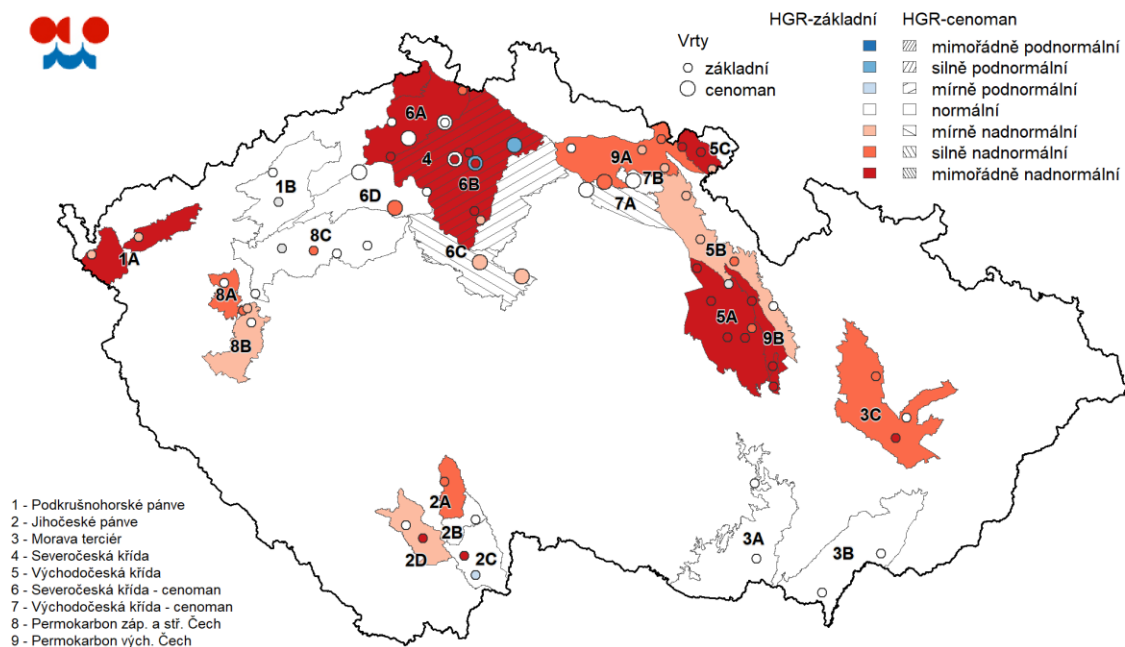 HGR-základní HGR-cenoman
Vrty
základní
cenoman
mimořádně podnormální
silně podnormální
mírně podnormální
normální
mírně nadnormální
silně nadnormální
mimořádně nadnormální
6A
4
6B
6D
6C
1B
1A
8C
8A
8B
9A
7B
7A
5C
5B
5A
9B
3C
2A
2B
2D
2C
3A
3B
1 - Podkrušnohorské pánve
2 - Jihočeské pánve
3 - Morava terciér
4 - Severočeská křída
5 - Východočeská křída
6 - Severočeská křída - cenoman
7 - Východočeská křída - cenoman
8 - Permokarbon záp. a stř. Čech
9 - Permokarbon vých. Čech